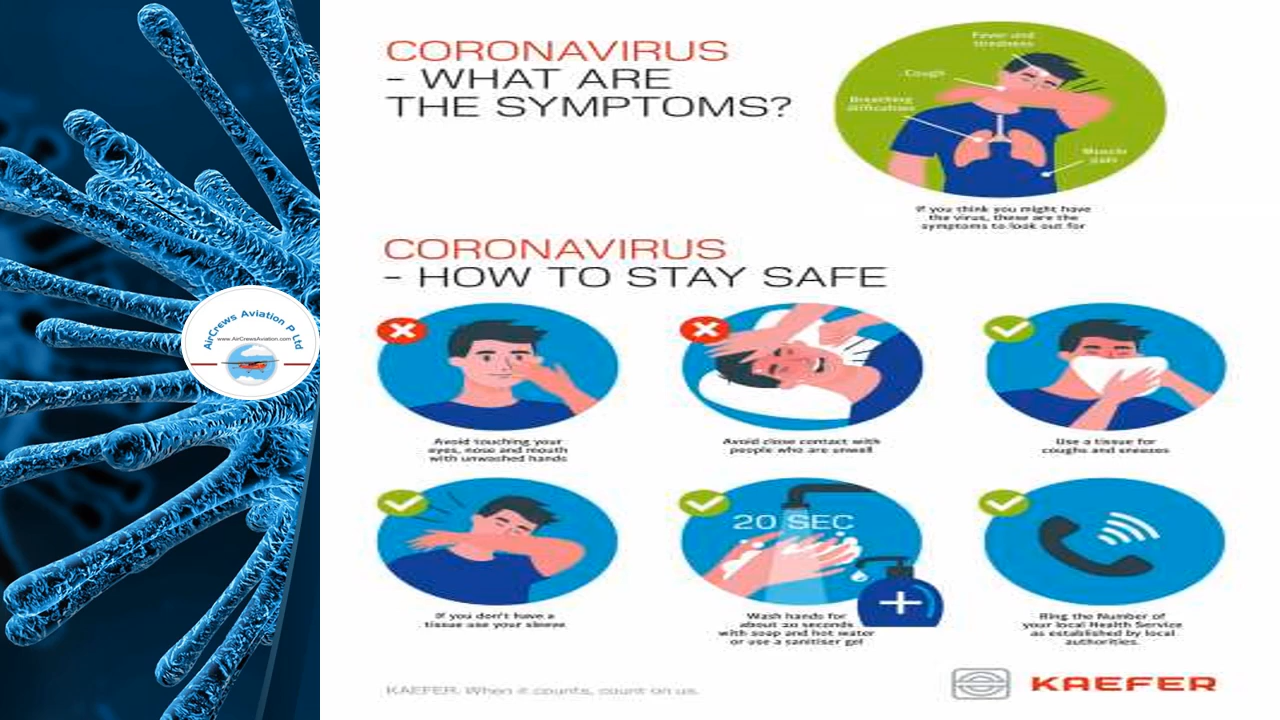 CORONAVIRUS
- WHAT ARE
THE SYMPTOMS?
Fever and
tiredness
Cough
Breathing
difficulties
Muscle
pain
If you think you might have
the virus, these are the
symptoms to look out for
AirCrews Aviation P Ltd
www.AirCrewsAviation.com
CORONAVIRUS
- HOW TO STAY SAFE
Avoid touching your
eyes, nose and mouth
with unwashed hands
Avoid close contact with
people who are unwell
Use a tissue for
coughs and sneezes
If you don't have a
tissue use your sleeve
20 SEC
Wash hands for
about 20 seconds
with soap and hot water
or use a sanitiser gel
Ring the Number of
your local Health Service
as established by local
authorities.
KAEFER. When it counts, count on us.
KAEFER